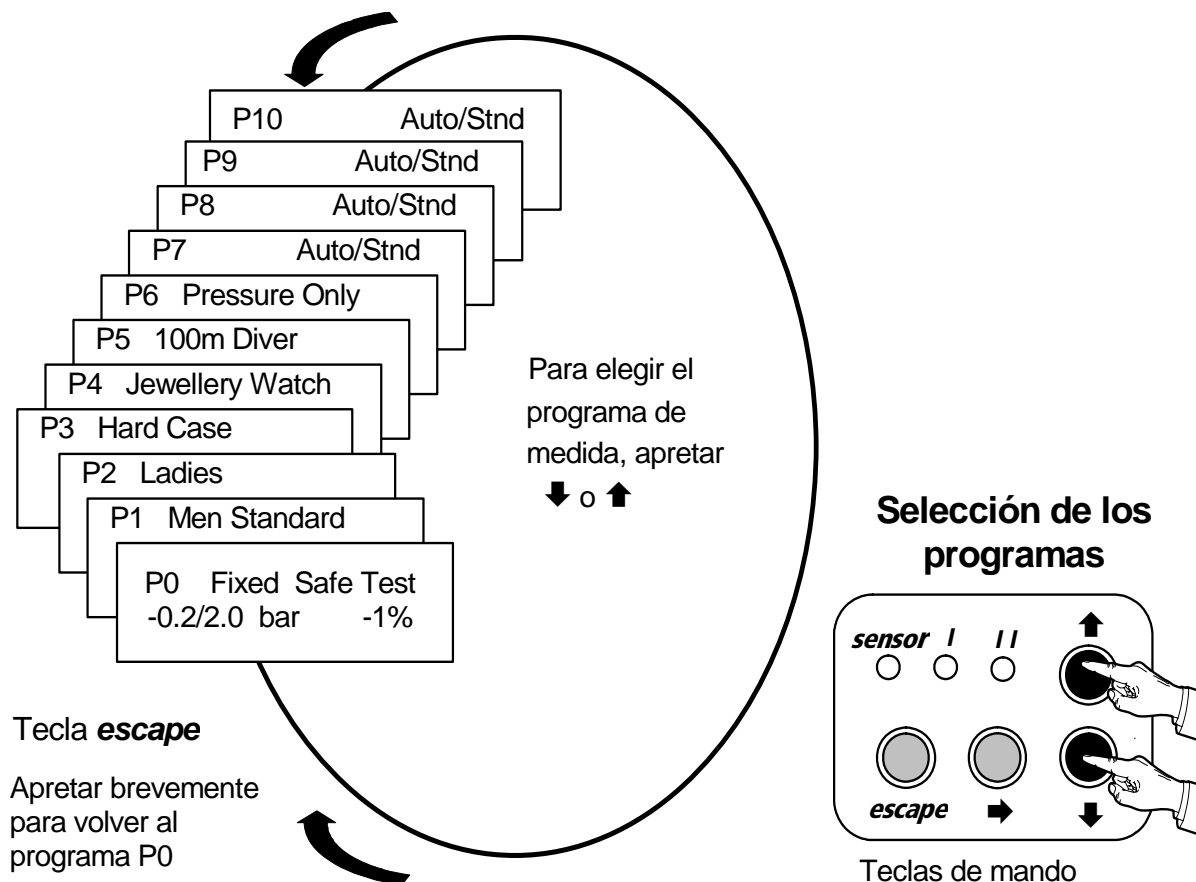 P10 Auto/Stnd
P9 Auto/Stnd
P8 Auto/Stnd
P7 Auto/Stnd
P6 Pressure Only
P5 100m Diver
P4 Jewellery Watch
P3 Hard Case
P2 Ladies
P1 Men Standard
P0 Fixed Safe Test
-0.2/2.0 bar -1%
Para elegir el
programa de
medida, apretar
⬇ o ⬆
Tecla escape
Apretar brevemente
para volver al
programa P0
Selección de los
programas
sensor I II
escape
Teclas de mando